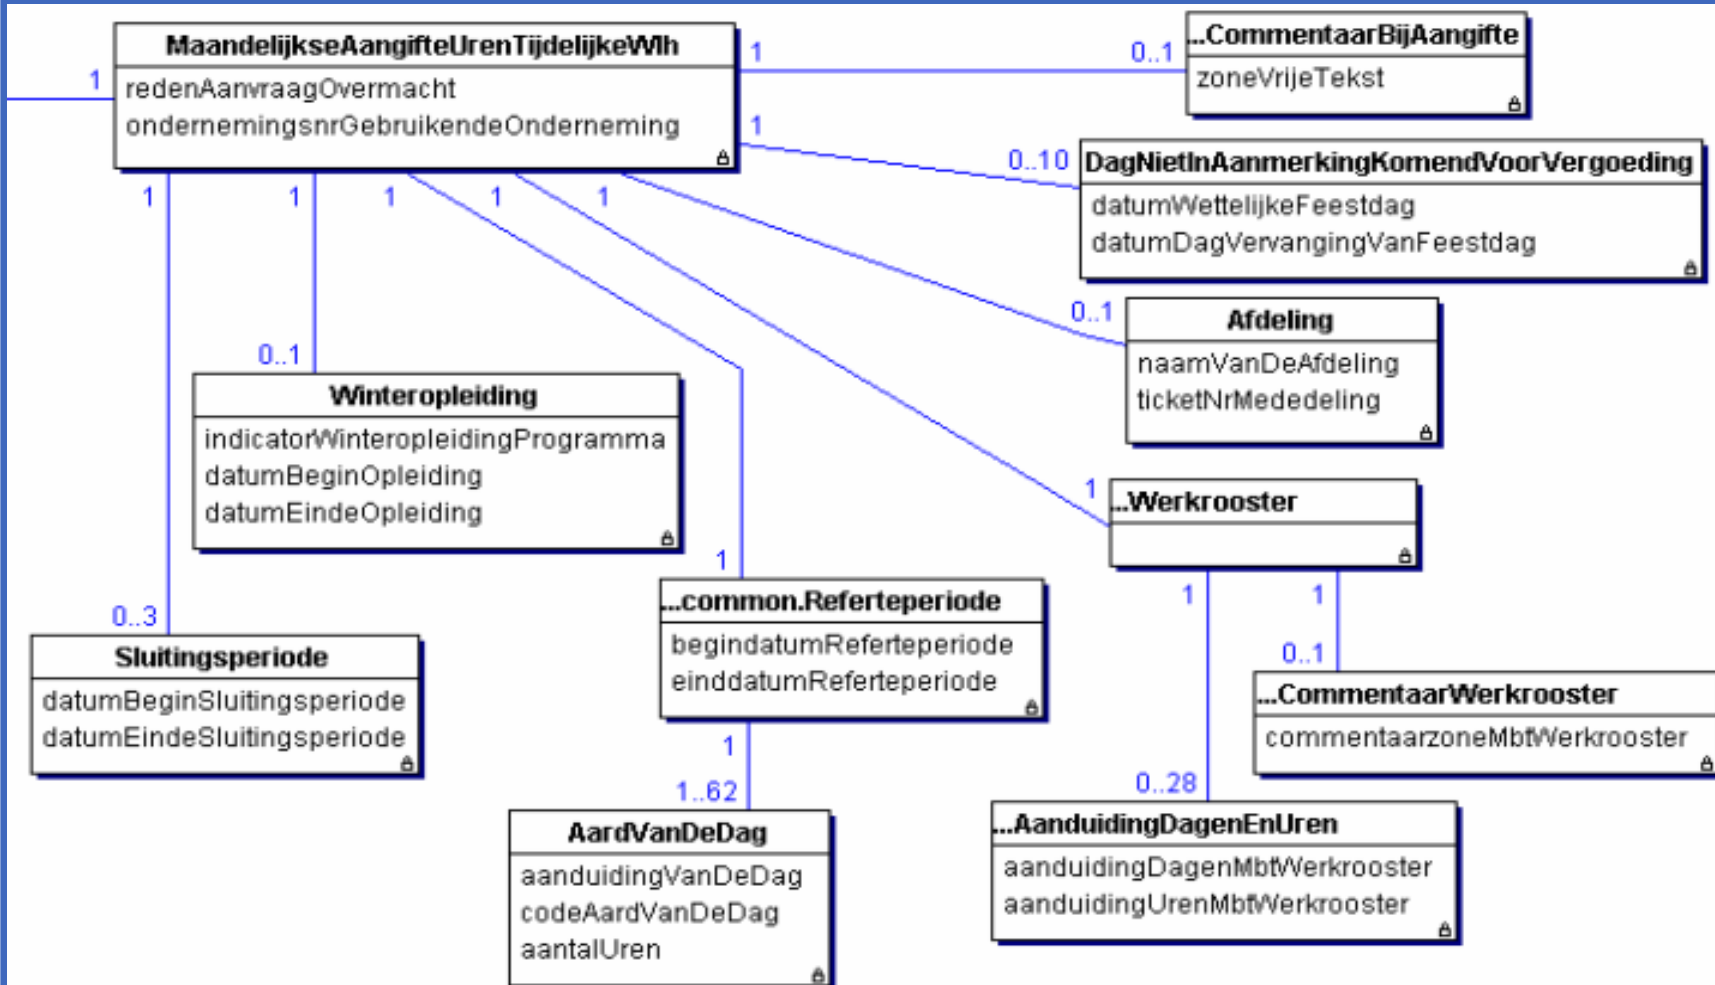 MaandelijkseAangifteUrenTijdelijkeWlh
redenAanvraagOvermacht
ondernemingsnrGebruikendeOnderneming
1
1
0..1
...CommentaarBijAangifte
zoneVrijeTekst
1
0..10
DagNietInAanmerkingKomendVoorVergoeding
datumWettelijkeFeestdag
datumDagVervangingVanFeestdag
1
1
1
1
1
0..1
Afdeling
naamVanDeAfdeling
ticketNrMededeling
0..1
Winteropleiding
indicatorWinteropleidingProgramma
datumBeginOpleiding
datumEindeOpleiding
1
...Werkrooster
1
...common.Referteperiode
begindatumReferteperiode
einddatumReferteperiode
0..3
Sluitingsperiode
datumBeginSluitingsperiode
datumEindeSluitingsperiode
1
1
0..1
...CommentaarWerkrooster
commentaarzoneMbtWerkrooster
1
1..62
AardVanDeDag
aanduidingVanDeDag
codeAardVanDeDag
aantalUren
0..28
...AanduidingDagenEnUren
aanduidingDagenMbtWerkrooster
aanduidingUrenMbtWerkrooster